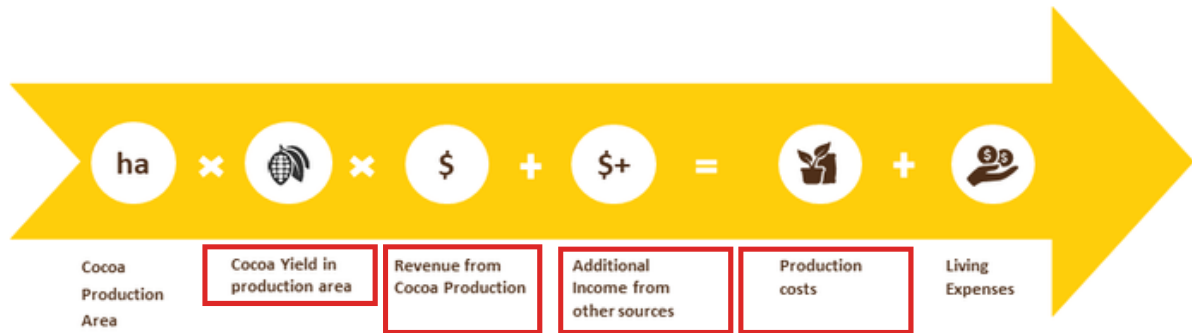 ha × × $ + $+ = +
Cocoa
Production
Area
Cocoa Yield in
production area
Revenue from
Cocoa Production
Additional
Income from
other sources
Production
costs
Living
Expenses